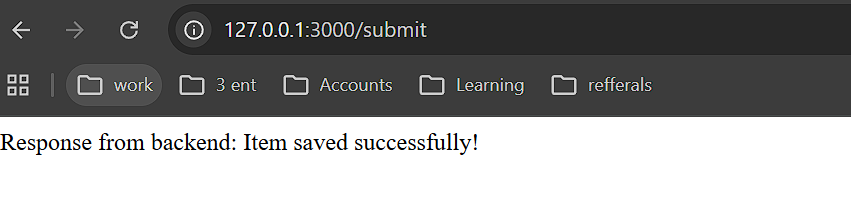 127.0.0.1:3000/submit
work 3 ent Accounts Learning refferals
Response from backend: Item saved successfully!